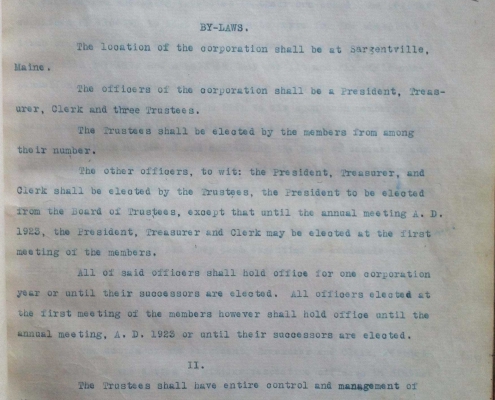 BY-LAWS.
The location of the corporation shall be at Sargentville,
Maine.
The officers of the corporation shall be a President, Treas-
urer, Clerk and three Trustees.
The Trustees shall be elected by the members from among
their number.
The other officers, to wit: the President, Treasurer, and
Clerk shall be elected by the Trustees, the President to be elected
from the Board of Trustees, except that until the annual meeting A. D.
1923, the President, Treasurer and Clerk may be elected at the first
meeting of the members.
All of said officers shall hold office for one corporation
year or until their successors are elected. All officers elected at
the first meeting of the members however shall hold office until the
annual meeting, A. D. 1923 or until their successors are elected.
II.
The Trustees shall have entire control and management of